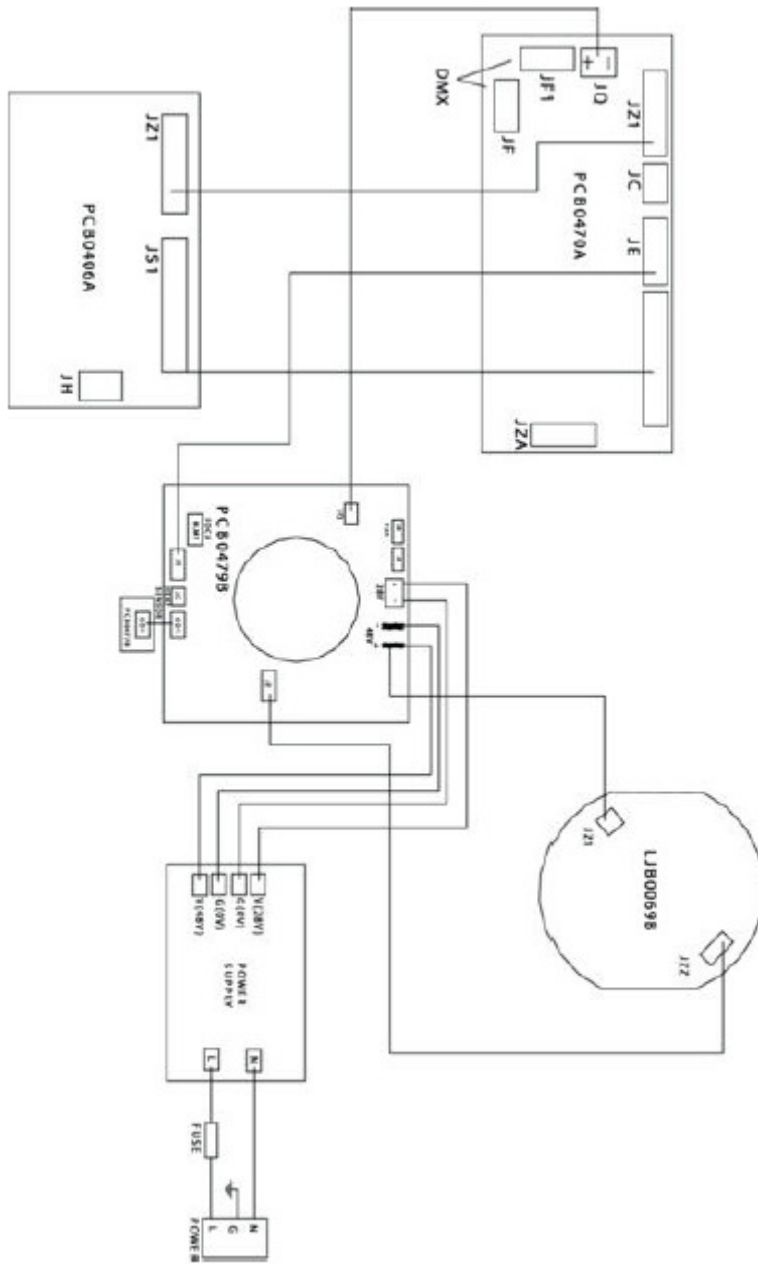 JQ
+ -
JZ1
JF1
JF
DMX
JC
PCB0470A
JE
JZA
JZ1
PCB0406A
JS1
JH
PCB0479B
28V
48V
SENSOR
LJB0069B
JZ1
JZ2
V(28V)
G(0V)
G(0V)
V(48V)
POWER
SUPPLY
L
N
FUSE
L
G
N
POWER